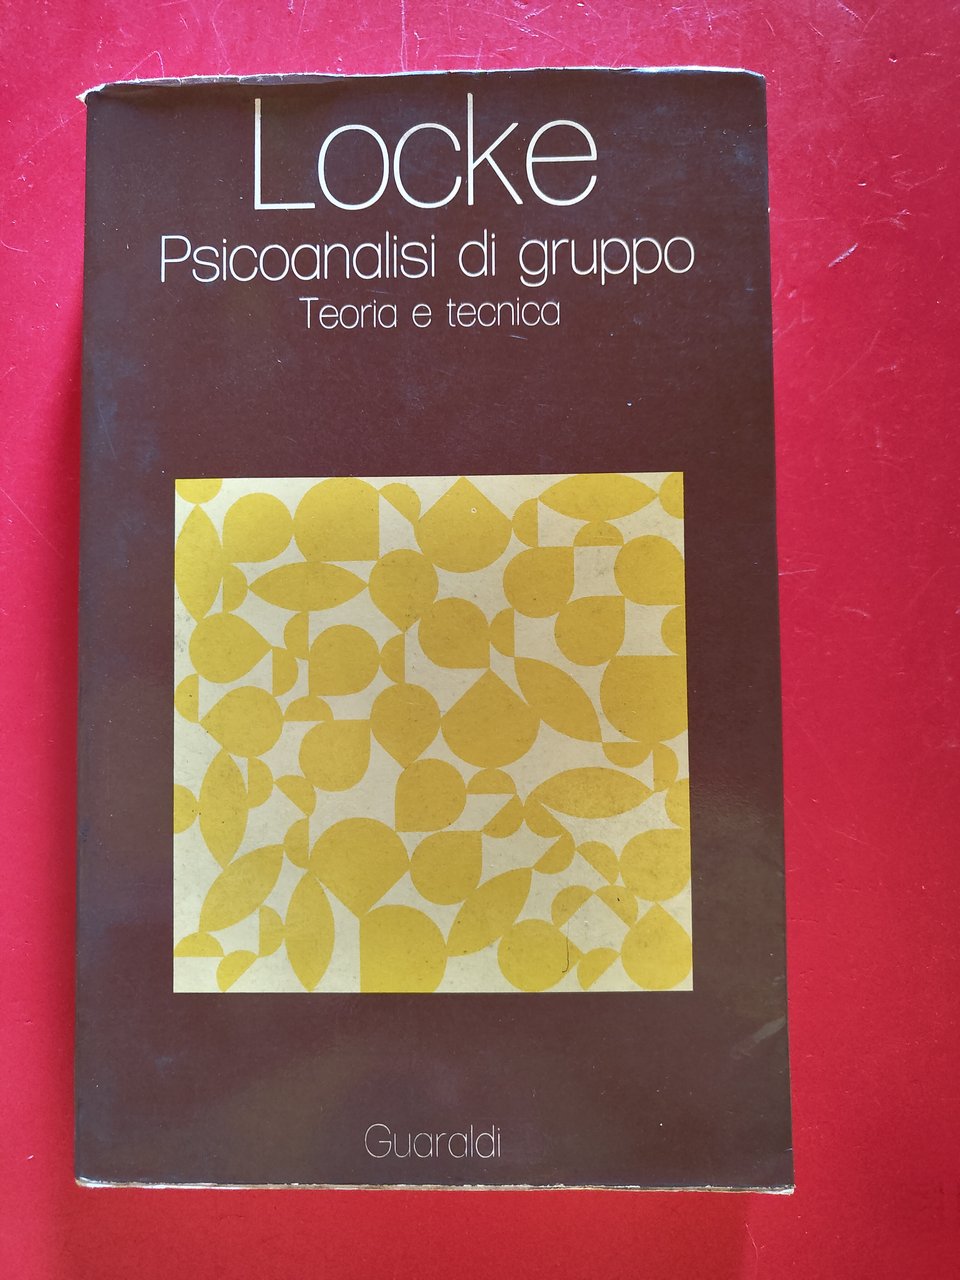 Locke
Psicoanalisi di gruppo
Teoria e tecnica
Guaraldi